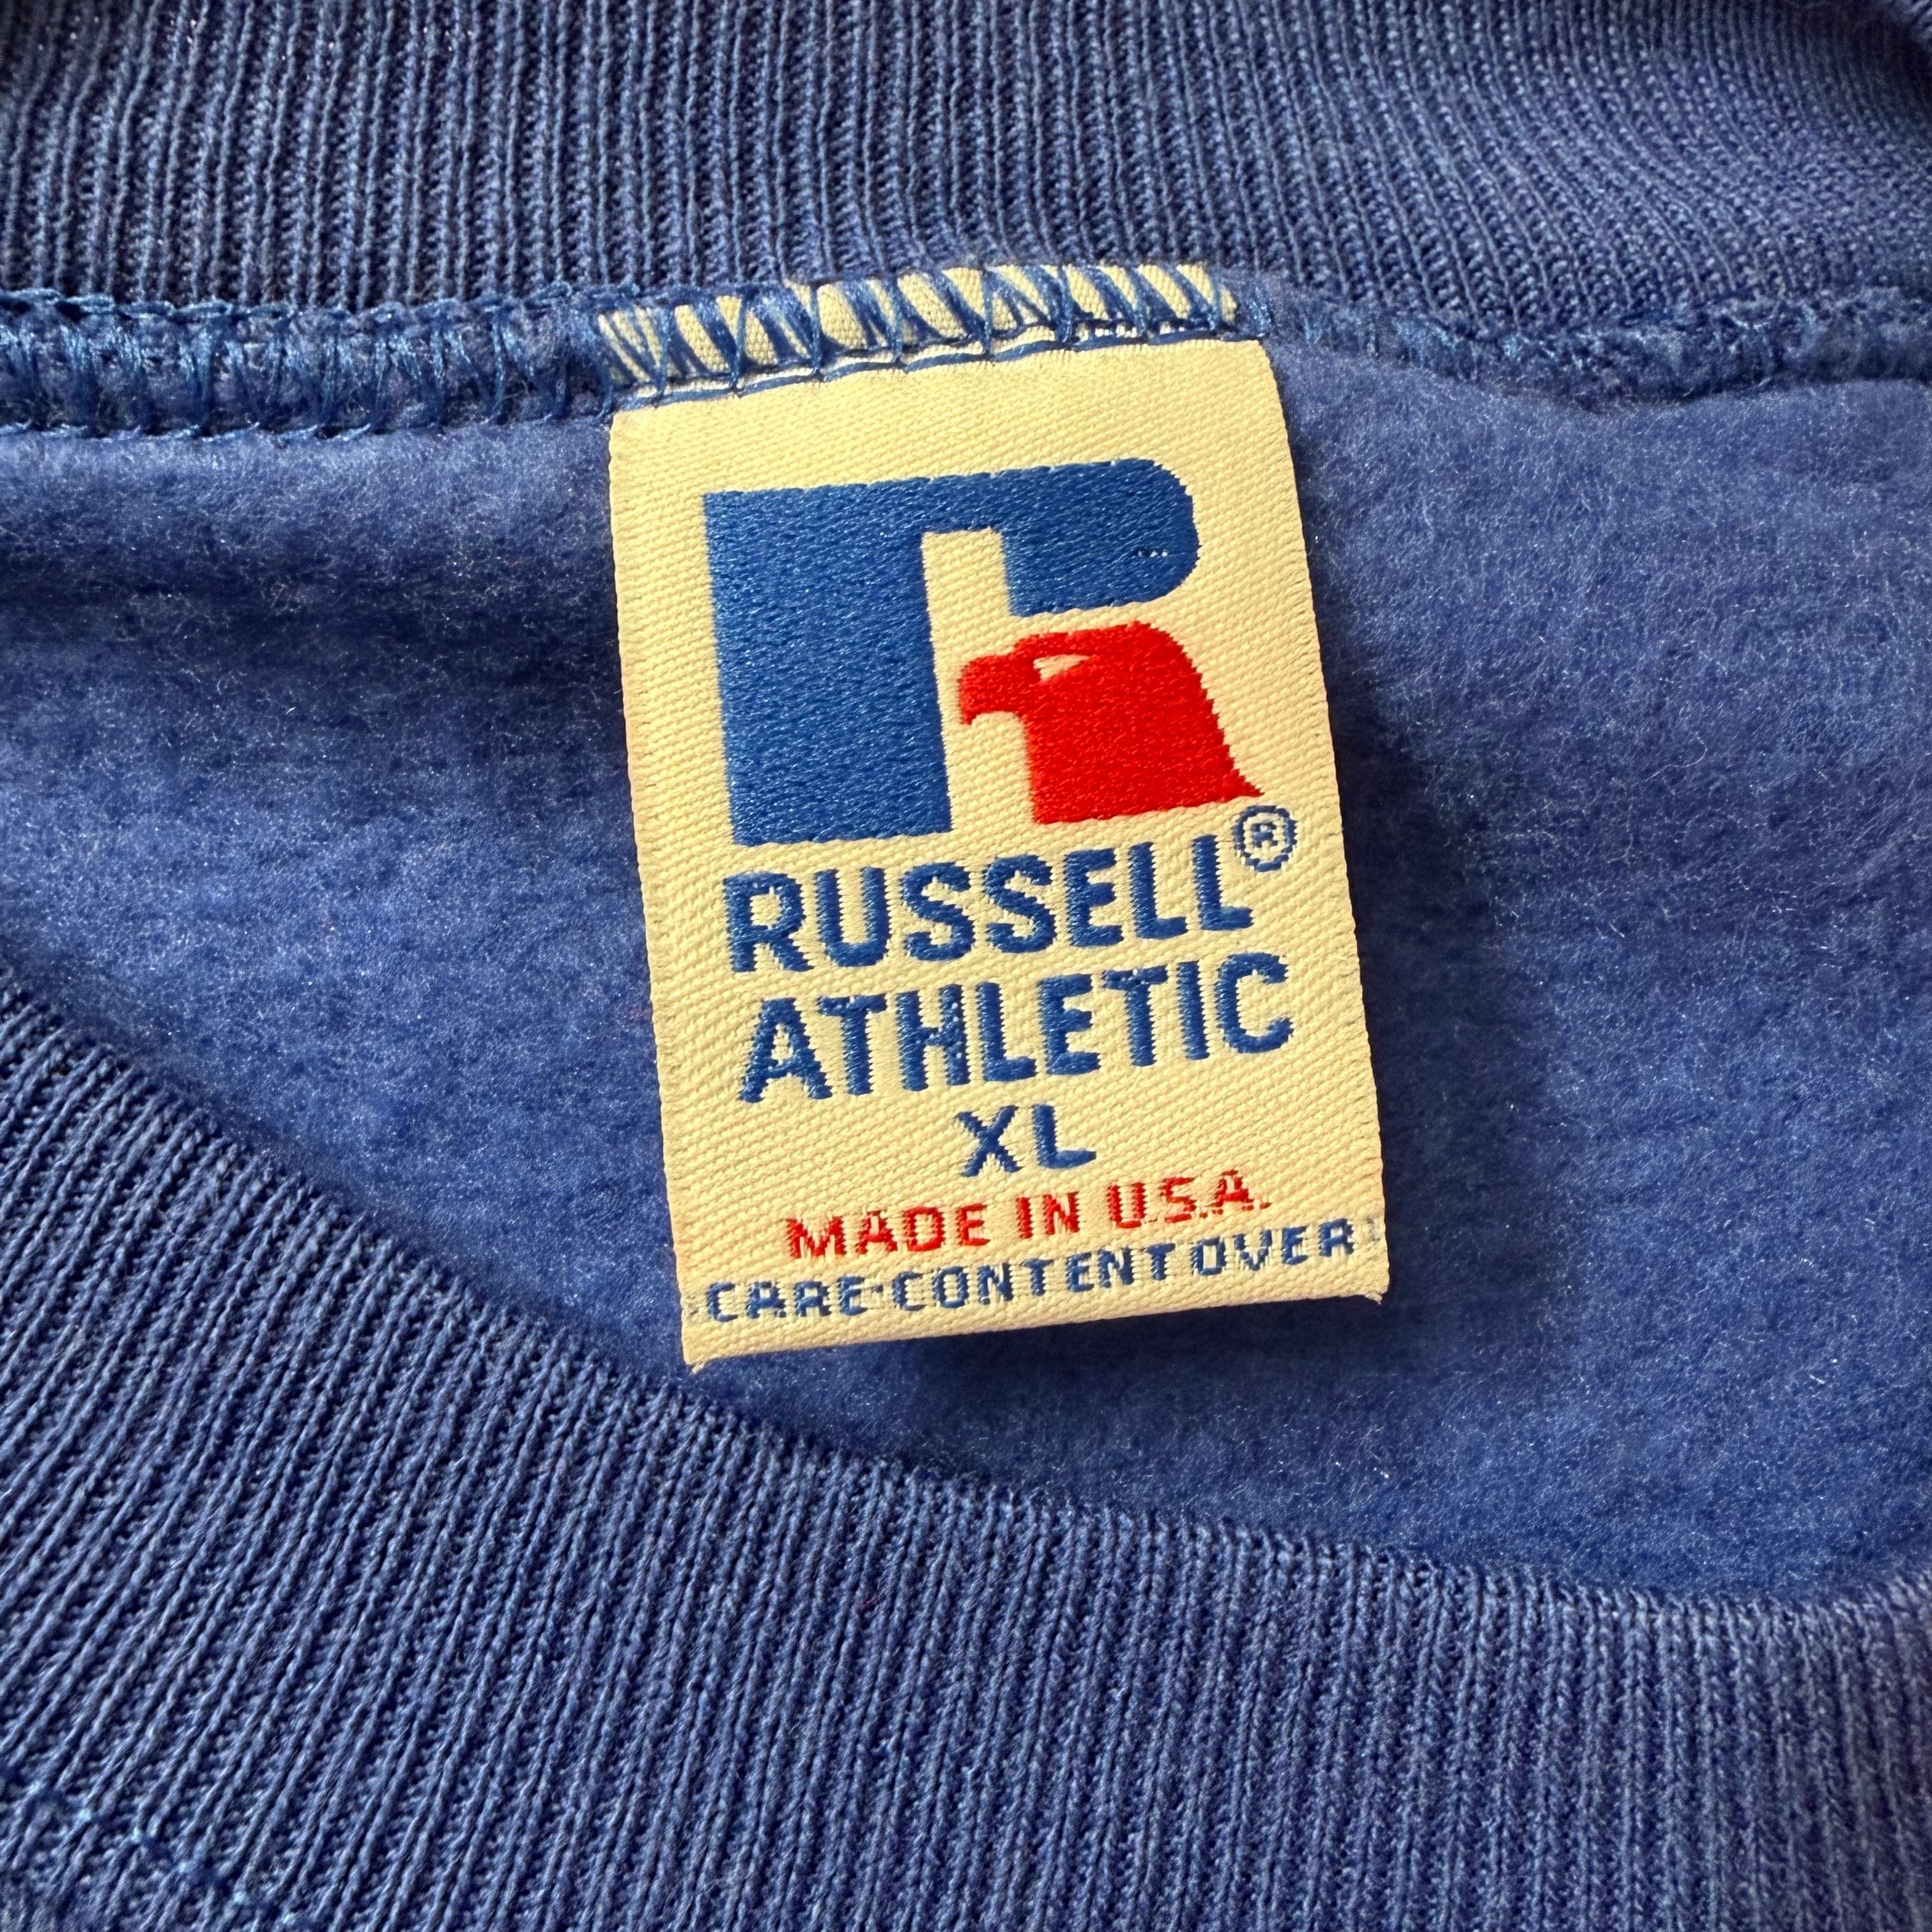 R
RUSSELL®
ATHLETIC
XL
MADE IN U.S.A.
CARE·CONTENT OVER